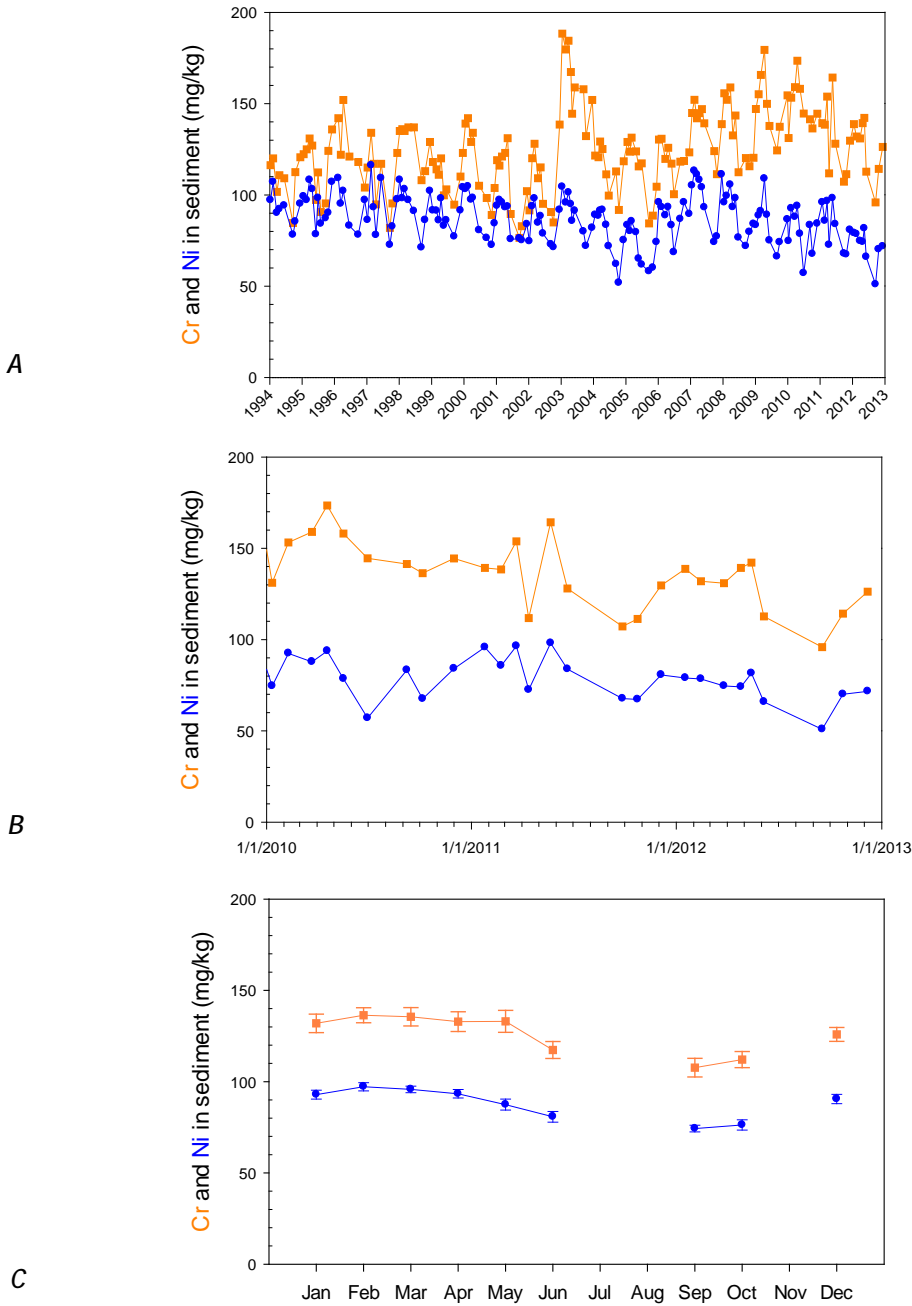 200
150
100
50
0
Cr and Ni in sediment (mg/kg)
A
1994 1995 1996 1997 1998 1999 2000 2001 2002 2003 2004 2005 2006 2007 2008 2009 2010 2011 2012 2013
200
150
100
50
0
Cr and Ni in sediment (mg/kg)
B
1/1/2010 1/1/2011 1/1/2012 1/1/2013
200
150
100
50
0
Cr and Ni in sediment (mg/kg)
C
Jan Feb Mar Apr May Jun Jul Aug Sep Oct Nov Dec